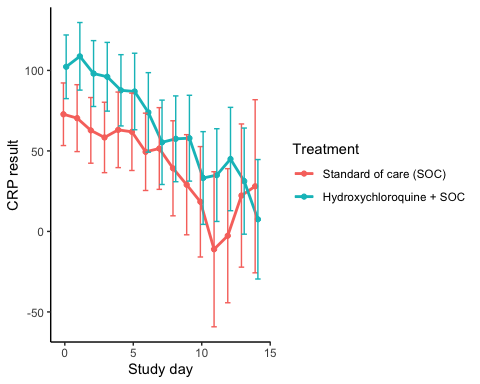 CRP result
100
50
0
-50
0
5
10
15
Study day
Treatment
Standard of care (SOC)
Hydroxychloroquine + SOC